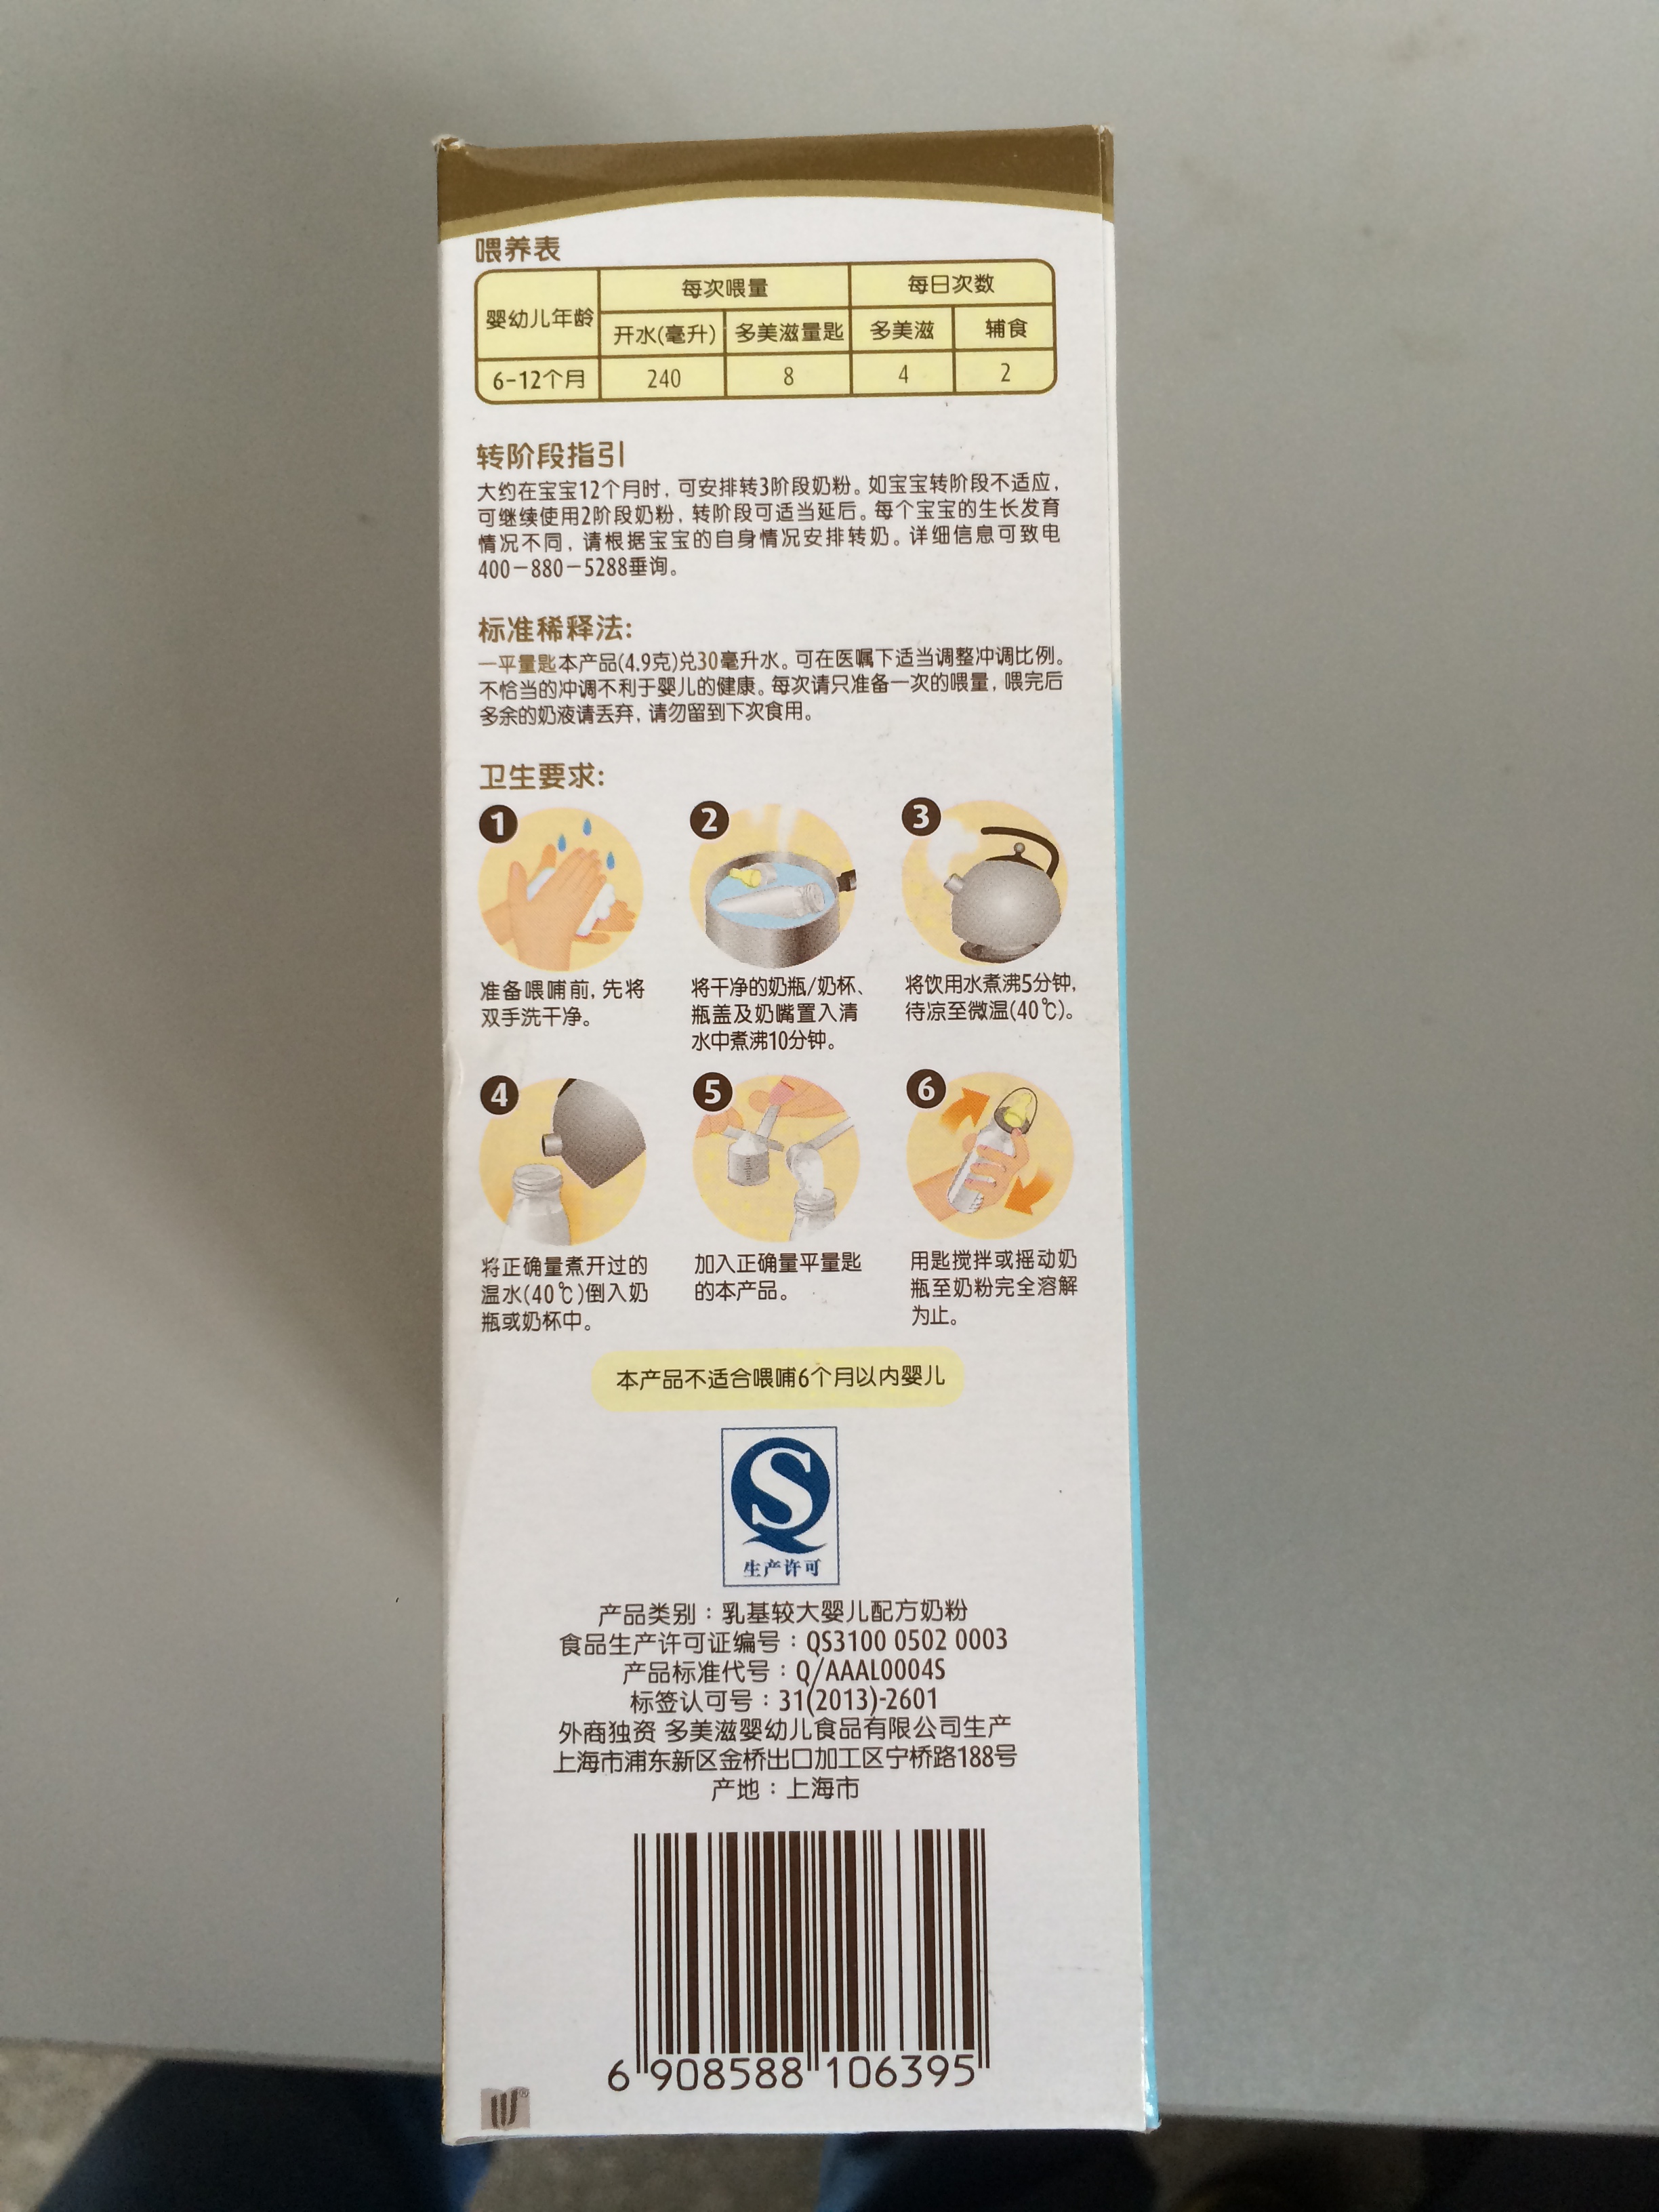 喂养表
婴幼儿年龄 每次喂量 每日次数
开水(毫升) 多美滋量匙 多美滋 辅食
6-12个月 240 8 4 2
转阶段指引
大约在宝宝12个月时，可安排转3阶段奶粉。如宝宝转阶段不适应，
可继续使用2阶段奶粉，转阶段可适当延后。每个宝宝的生长发育
情况不同，请根据宝宝的自身情况安排转奶。详细信息可致电
400-880-5288垂询。
标准稀释法:
一平量匙本产品(4.9克)兑30毫升水。可在医嘱下适当调整冲调比例。
不恰当的冲调不利于婴儿的健康。每次请只准备一次的喂量，喂完后
多余的奶液请丢弃，请勿留到下次食用。
卫生要求:
1
准备喂哺前，先将
双手洗干净。
2
将干净的奶瓶/奶杯、
瓶盖及奶嘴置入清
水中煮沸10分钟。
3
将饮用水煮沸5分钟，
待凉至微温(40℃)。
4
将正确量煮开过的
温水(40℃)倒入奶
瓶或奶杯中。
5
加入正确量平量匙
的本产品。
6
用匙搅拌或摇动奶
瓶至奶粉完全溶解
为止。
本产品不适合喂哺6个月以内婴儿
QS
生产许可
产品类别：乳基较大婴儿配方奶粉
食品生产许可证编号：QS3100 0502 0003
产品标准代号：Q/AAAL0004S
标签认可号：31(2013)-2601
外商独资 多美滋婴幼儿食品有限公司生产
上海市浦东新区金桥出口加工区宁桥路188号
产地：上海市
6 908588 106395